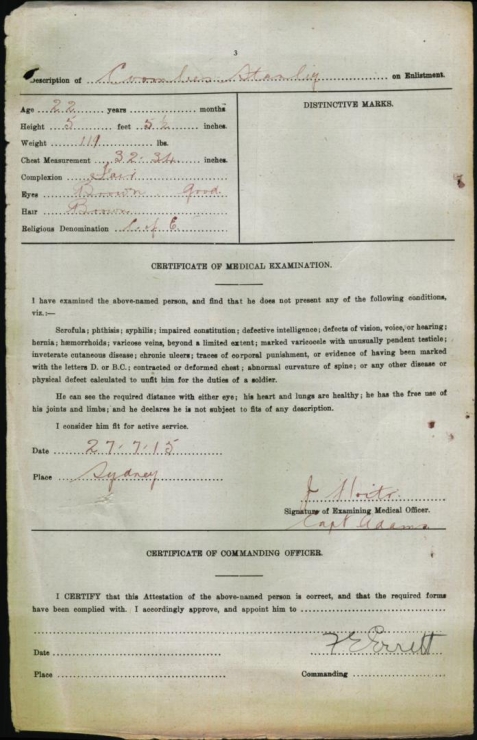 3
Description of Coombes Stanley on Enlistment.
Age 22 years months
Height 5 feet 5½ inches.
Weight 119 lbs.
Chest Measurement 32-34 inches.
Complexion Fair
Eyes Brown Good
Hair Brown
Religious Denomination C of E
DISTINCTIVE MARKS.
CERTIFICATE OF MEDICAL EXAMINATION.
I have examined the above-named person, and find that he does not present any of the following conditions,
viz.:—
Scrofula; phthisis; syphilis; impaired constitution; defective intelligence; defects of vision, voice, or hearing;
hernia; hæmorrhoids; varicose veins, beyond a limited extent; marked varicocele with unusually pendent testicle;
inveterate cutaneous disease; chronic ulcers; traces of corporal punishment, or evidence of having been marked
with the letters D. or B.C.; contracted or deformed chest; abnormal curvature of spine; or any other disease or
physical defect calculated to unfit him for the duties of a soldier.
He can see the required distance with either eye; his heart and lungs are healthy; he has the free use of
his joints and limbs; and he declares he is not subject to fits of any description.
I consider him fit for active service.
Date 27-7-15
Place Sydney
Signature of Examining Medical Officer.
Capt Adams
CERTIFICATE OF COMMANDING OFFICER.
I CERTIFY that this Attestation of the above-named person is correct, and that the required forms
have been complied with. I accordingly approve, and appoint him to
Date
Place
Commanding